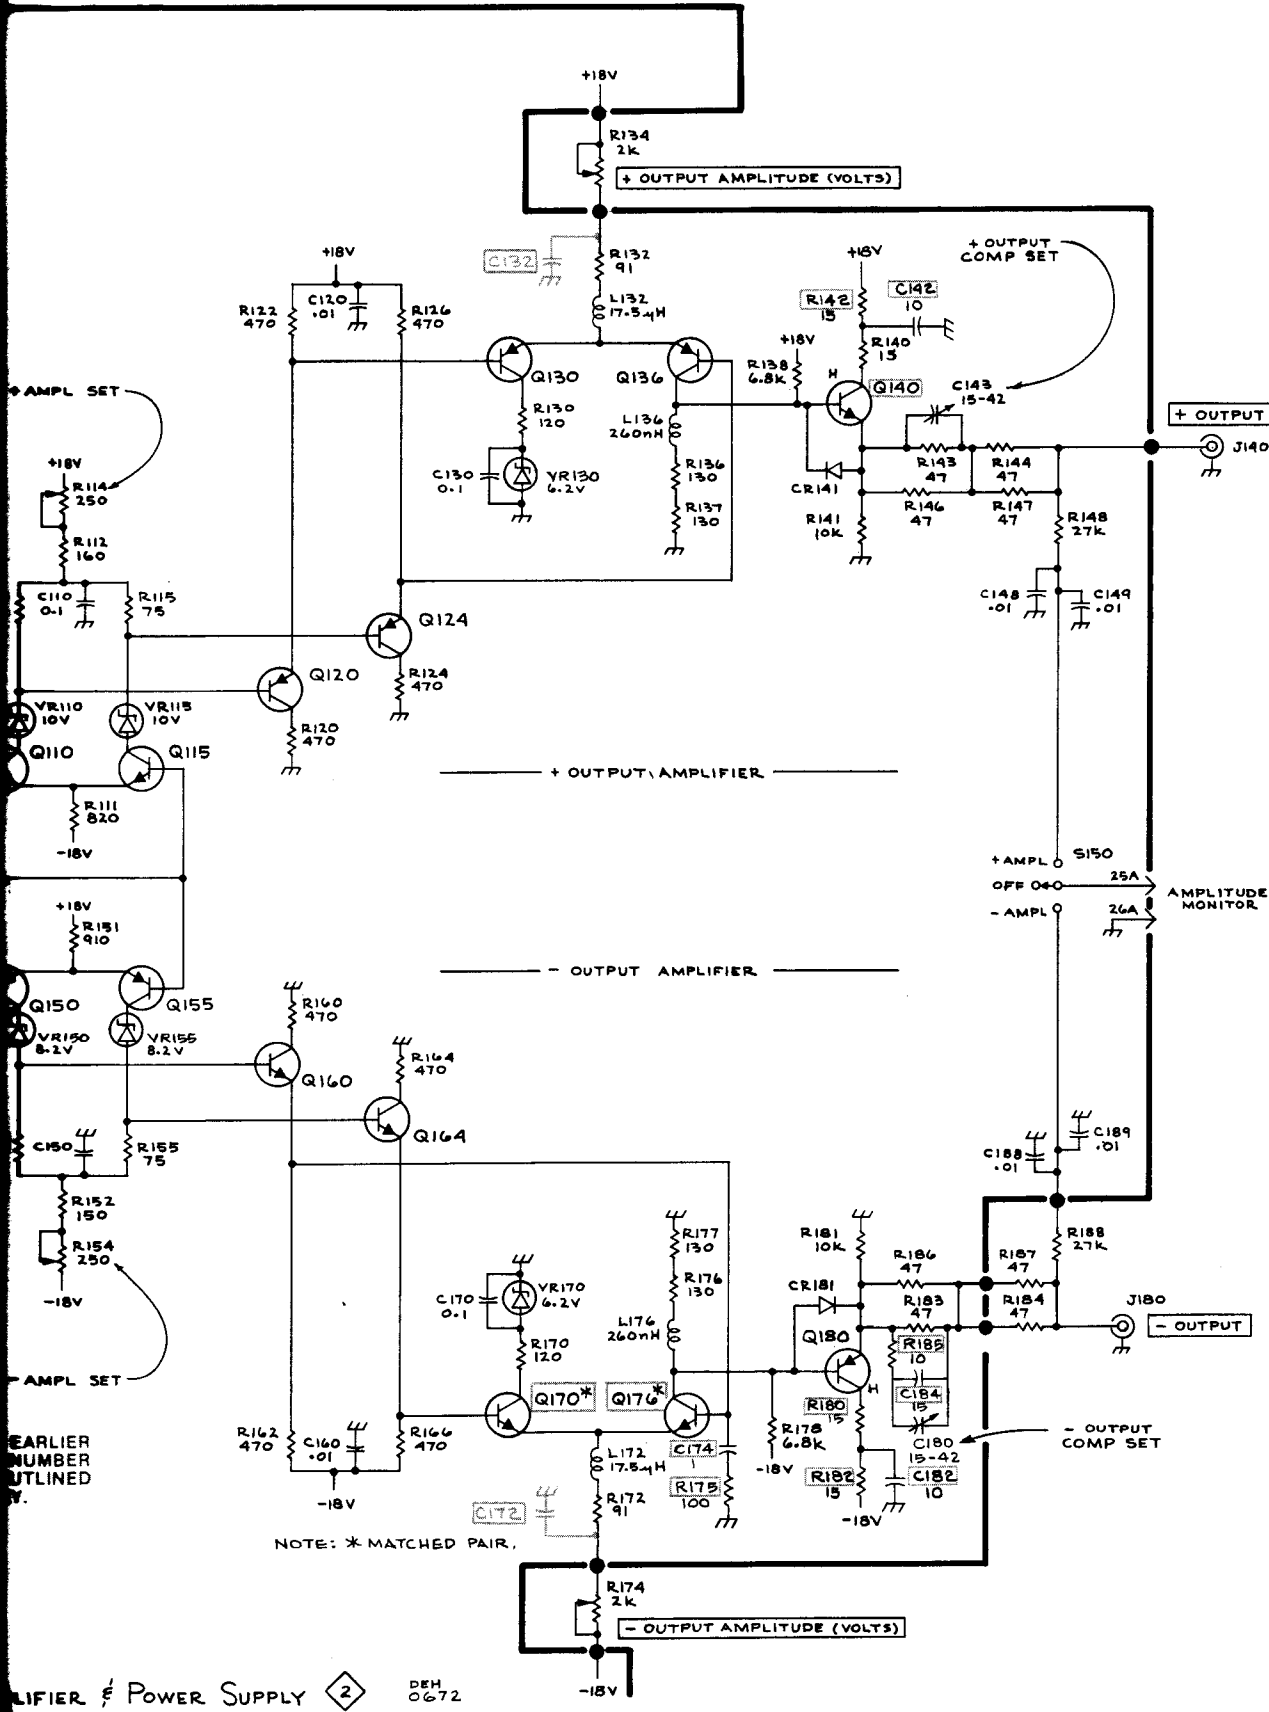 +18V
R134
2K
+ OUTPUT AMPLITUDE (VOLTS)
C132
R132
91
L132
17.5µH
+18V
R122
470
C120
.01
R126
470
Q130
Q136
R130
120
C130
0.1
VR130
6.2V
L136
260nH
R136
130
R137
130
+18V
R138
6.8K
+18V
R142
15
C142
10
R140
15
H
Q140
+ OUTPUT
COMP SET
C143
15-42
CR141
R143
47
R144
47
R146
47
R147
47
R141
10K
R148
27K
C148
.01
C149
.01
+ OUTPUT
J140
+ AMPL SET
+18V
R114
250
R112
160
C110
0.1
R115
75
Q124
Q120
R124
470
R120
470
VR110
10V
VR115
10V
Q110
Q115
R111
820
-18V
+ OUTPUT AMPLIFIER
+AMPL
S150
OFF
- AMPL
25A
26A
AMPLITUDE
MONITOR
+18V
R151
910
- OUTPUT AMPLIFIER
Q150
Q155
VR150
8.2V
VR155
8.2V
R160
470
R164
470
Q160
Q164
C150
R155
75
R152
150
R154
250
-18V
- AMPL SET
C189
.01
C188
.01
R188
27K
R177
130
R176
130
L176
260nH
R181
10K
CR181
R186
47
R187
47
R183
47
R184
47
J180
- OUTPUT
C170
0.1
VR170
6.2V
R170
120
Q170*
Q176*
Q180
H
R185
10
C184
15
C180
15-42
- OUTPUT
COMP SET
R180
15
R178
6.8K
-18V
R182
15
C182
10
-18V
R162
470
C160
.01
R166
470
-18V
L172
17.5µH
C174
1
R175
100
C172
R172
91
NOTE: * MATCHED PAIR.
EARLIER
NUMBER
UTLINED
Y.
R174
2K
- OUTPUT AMPLITUDE (VOLTS)
-18V
LIFIER & POWER SUPPLY
2
DEH
0672